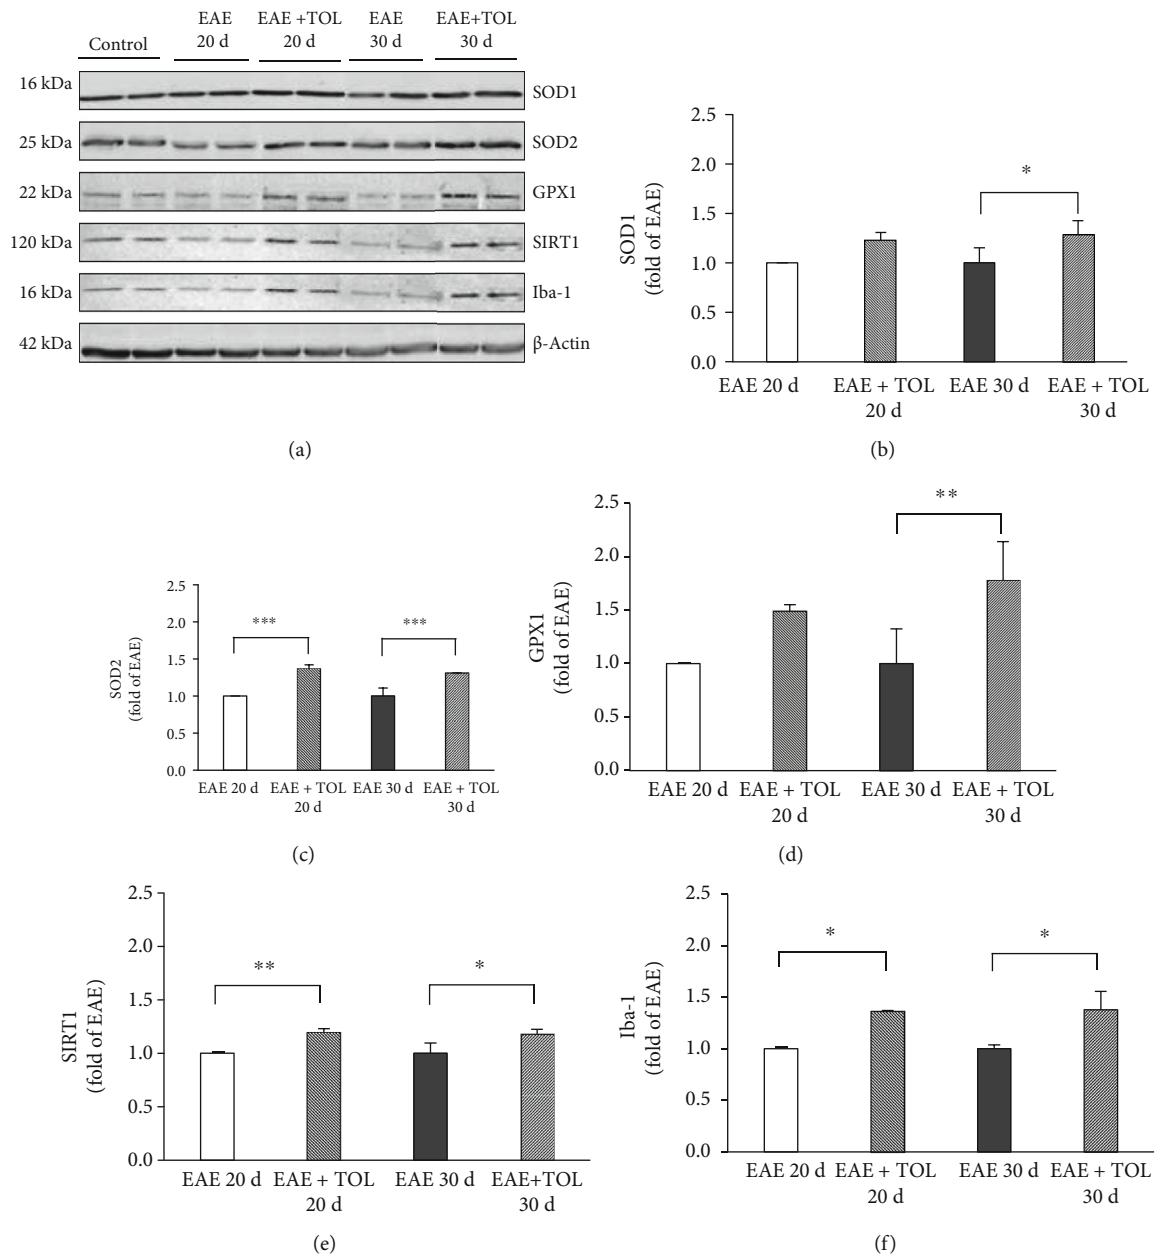 EAE EAE +TOL EAE EAE+TOL
Control 20 d 20 d 30 d 30 d
16 kDa SOD1
25 kDa SOD2
22 kDa GPX1
120 kDa SIRT1
16 kDa Iba-1
42 kDa β-Actin
(a)
2.5
2.0
1.5
1.0
0.5
0.0
SOD1
(fold of EAE)
*
EAE 20 d EAE + TOL EAE 30 d EAE + TOL
20 d 30 d
(b)
2.5
2.0
1.5
1.0
0.5
0.0
SOD2
(fold of EAE)
*** ***
EAE 20 d EAE + TOL EAE 30 d EAE + TOL
20 d 30 d
(c)
2.5
2.0
1.5
1.0
0.5
0.0
GPX1
(fold of EAE)
**
EAE 20 d EAE + TOL EAE 30 d EAE + TOL
20 d 30 d
(d)
2.5
2.0
1.5
1.0
0.5
0.0
SIRT1
(fold of EAE)
** *
EAE 20 d EAE + TOL EAE 30 d EAE+TOL
20 d 30 d
(e)
2.5
2.0
1.5
1.0
0.5
0.0
Iba-1
(fold of EAE)
* *
EAE 20 d EAE + TOL EAE 30 d EAE + TOL
20 d 30 d
(f)